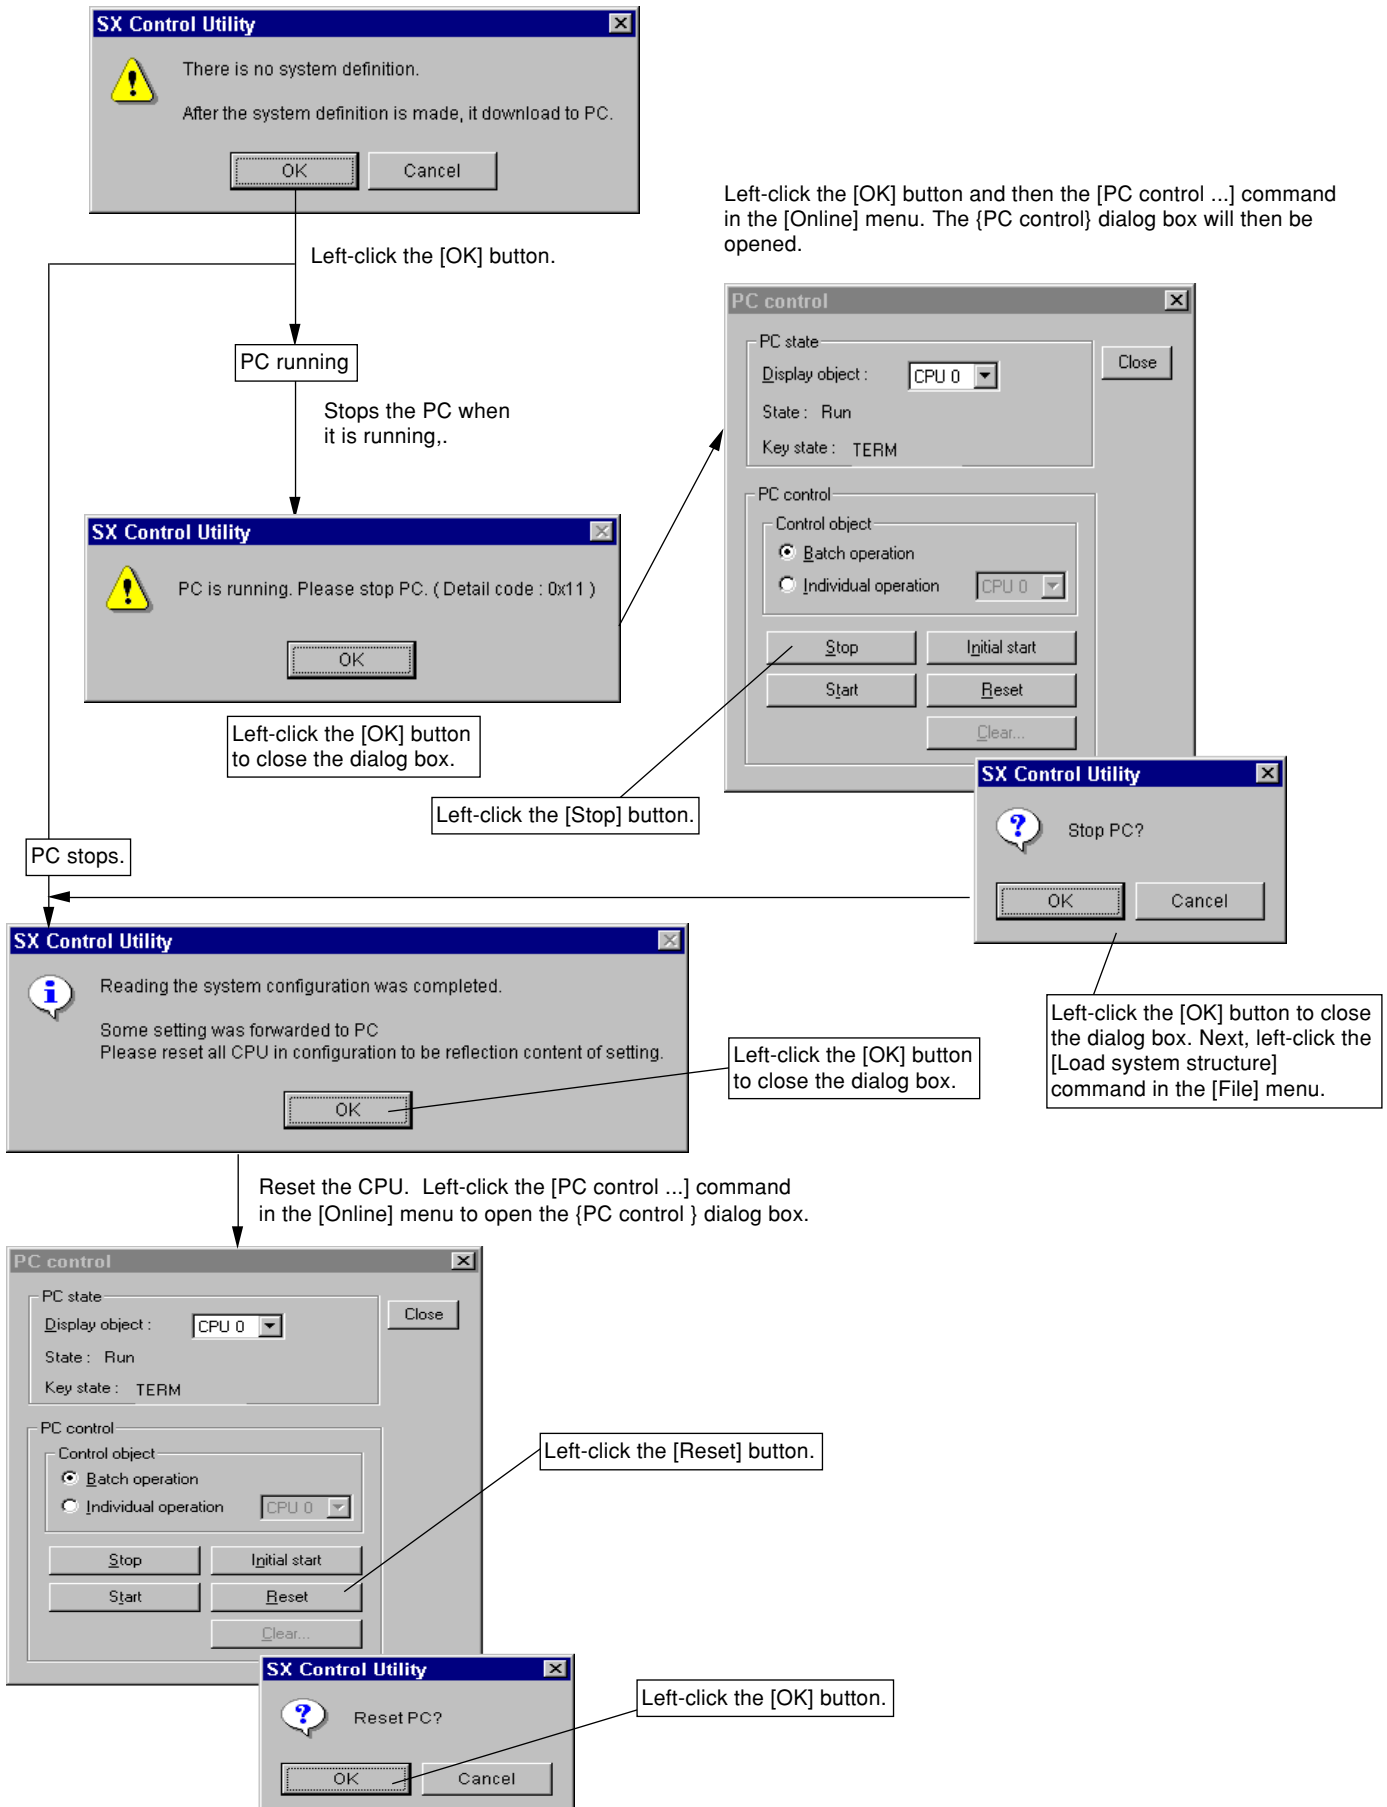 SX Control Utility
There is no system definition.
After the system definition is made, it download to PC.
OK
Cancel
Left-click the [OK] button.
PC running
Stops the PC when
it is running,.
SX Control Utility
PC is running. Please stop PC. ( Detail code : 0x11 )
OK
Left-click the [OK] button
to close the dialog box.
Left-click the [OK] button and then the [PC control ...] command
in the [Online] menu. The {PC control} dialog box will then be
opened.
PC control
PC state
Display object :
CPU 0
Close
State : Run
Key state : TERM
PC control
Control object
Batch operation
Individual operation
CPU 0
Stop
Initial start
Start
Reset
Clear...
Left-click the [Stop] button.
SX Control Utility
Stop PC?
OK
Cancel
Left-click the [OK] button to close
the dialog box. Next, left-click the
[Load system structure]
command in the [File] menu.
PC stops.
SX Control Utility
Reading the system configuration was completed.
Some setting was forwarded to PC
Please reset all CPU in configuration to be reflection content of setting.
OK
Left-click the [OK] button
to close the dialog box.
Reset the CPU. Left-click the [PC control ...] command
in the [Online] menu to open the {PC control } dialog box.
PC control
PC state
Display object :
CPU 0
Close
State : Run
Key state : TERM
PC control
Control object
Batch operation
Individual operation
CPU 0
Stop
Initial start
Start
Reset
Clear...
Left-click the [Reset] button.
SX Control Utility
Reset PC?
OK
Cancel
Left-click the [OK] button.